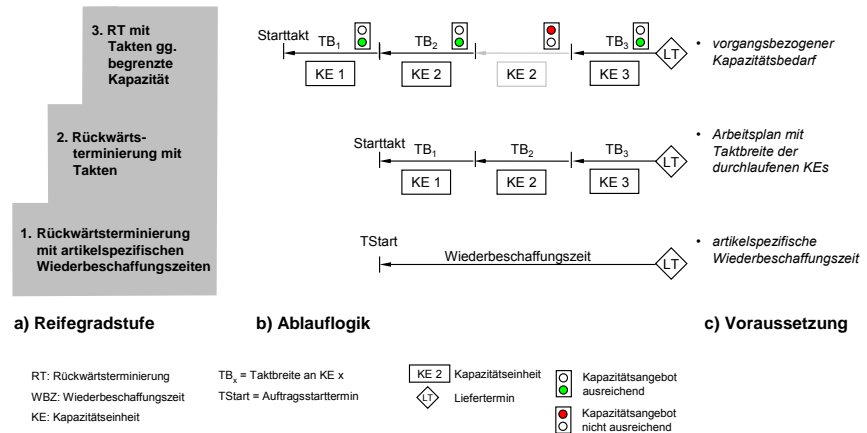 3. RT mit
Takten gg.
begrenzte
Kapazität
Starttakt
TB1
TB2
TB3
KE 1
KE 2
KE 2
KE 3
LT
• vorgangsbezogener
Kapazitätsbedarf
2. Rückwärts-
terminierung mit
Takten
Starttakt
TB1
TB2
TB3
KE 1
KE 2
KE 3
LT
• Arbeitsplan mit
Taktbreite der
durchlaufenen KEs
1. Rückwärtsterminierung
mit artikelspezifischen
Wiederbeschaffungszeiten
TStart
Wiederbeschaffungszeit
LT
• artikelspezifische
Wiederbeschaffungszeit
a) Reifegradstufe
b) Ablauflogik
c) Voraussetzung
RT: Rückwärtsterminierung
WBZ: Wiederbeschaffungszeit
KE: Kapazitätseinheit
TBx = Taktbreite an KE x
TStart = Auftragsstarttermin
KE 2 Kapazitätseinheit
LT Liefertermin
Kapazitätsangebot
ausreichend
Kapazitätsangebot
nicht ausreichend